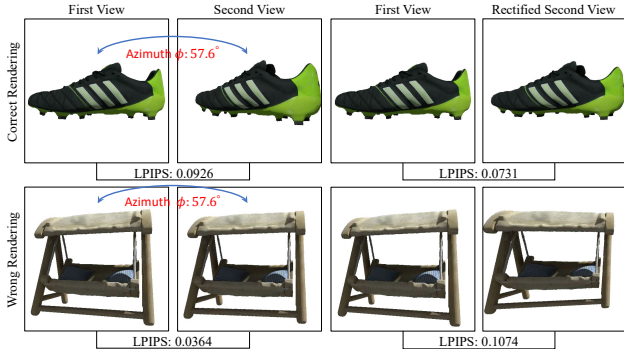 First View Second View First View Rectified Second View
Correct Rendering
Azimuth ϕ: 57.6°
LPIPS: 0.0926 LPIPS: 0.0731
Wrong Rendering
Azimuth ϕ: 57.6°
LPIPS: 0.0364 LPIPS: 0.1074